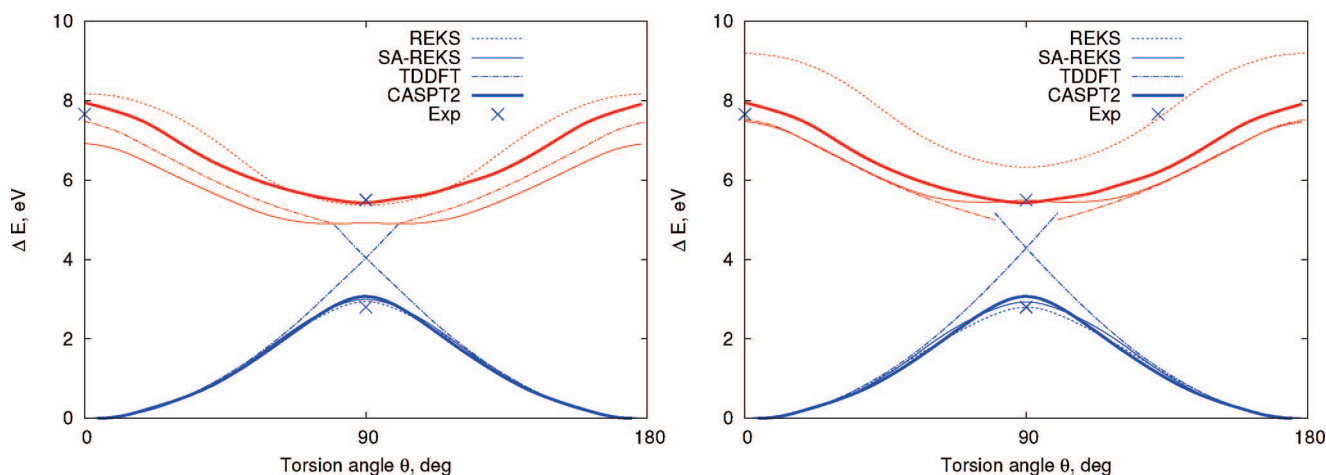 10
8
6
4
2
0
Δ E, eV
REKS
SA-REKS
TDDFT
CASPT2
Exp
0
90
180
Torsion angle θ, deg
10
8
6
4
2
0
Δ E, eV
REKS
SA-REKS
TDDFT
CASPT2
Exp
0
90
180
Torsion angle θ, deg